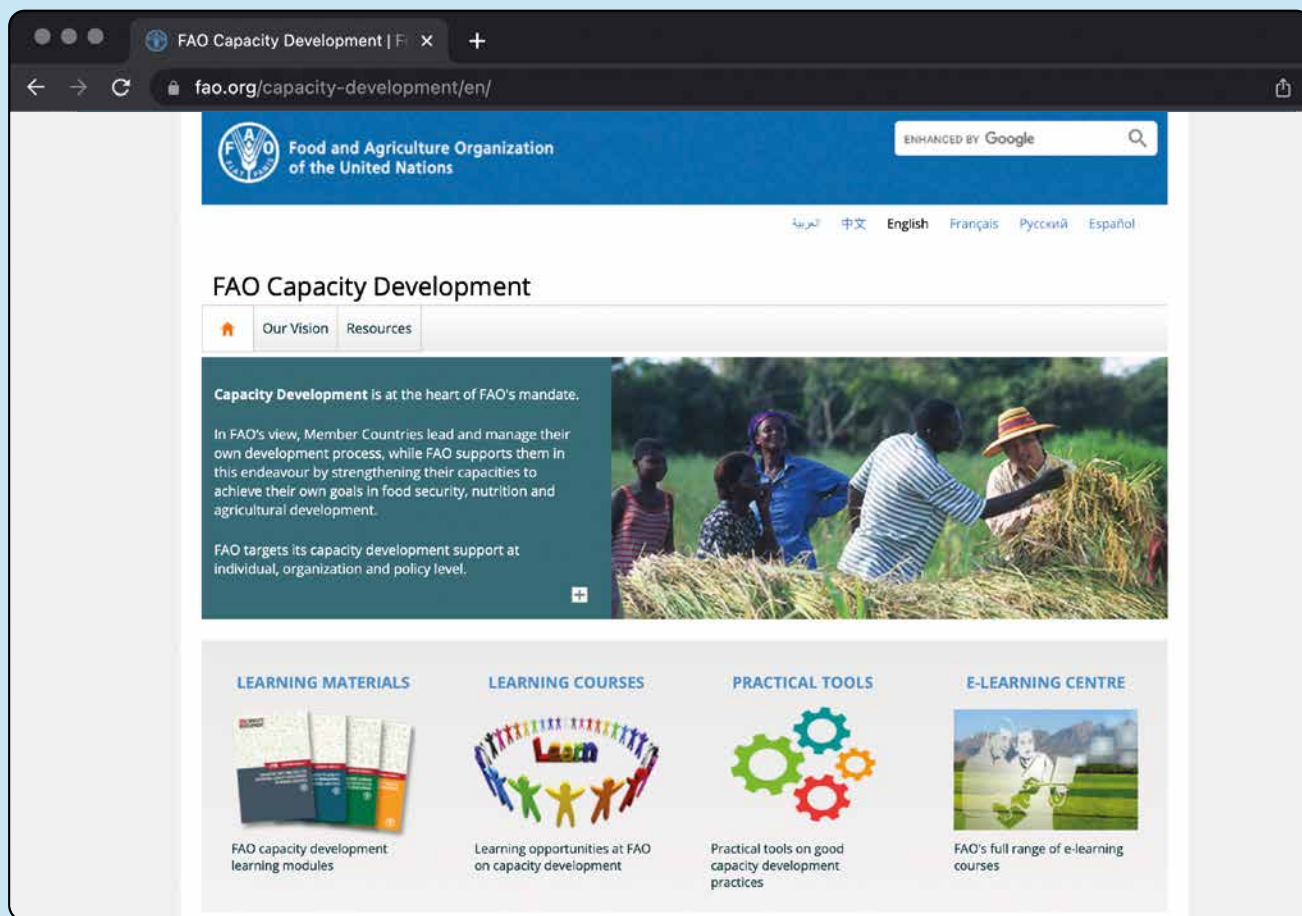 FAO Capacity Development | F
fao.org/capacity-development/en/
FAO
FIAT PANIS
Food and Agriculture Organization
of the United Nations
ENHANCED BY Google
العربية 中文 English Français Русский Español
FAO Capacity Development
Our Vision Resources
Capacity Development is at the heart of FAO's mandate.
In FAO's view, Member Countries lead and manage their
own development process, while FAO supports them in
this endeavour by strengthening their capacities to
achieve their own goals in food security, nutrition and
agricultural development.
FAO targets its capacity development support at
individual, organization and policy level.
LEARNING MATERIALS LEARNING COURSES PRACTICAL TOOLS E-LEARNING CENTRE
Learn
FAO capacity development
learning modules
Learning opportunities at FAO
on capacity development
Practical tools on good
capacity development
practices
FAO's full range of e-learning
courses